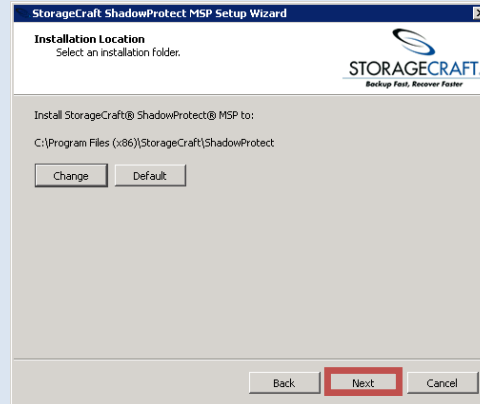 StorageCraft ShadowProtect MSP Setup Wizard
Installation Location
Select an installation folder.
STORAGECRAFT.
Backup Fast, Recover Faster
Install StorageCraft® ShadowProtect® MSP to:
C:\Program Files (x86)\StorageCraft\ShadowProtect
Change Default
Back Next Cancel